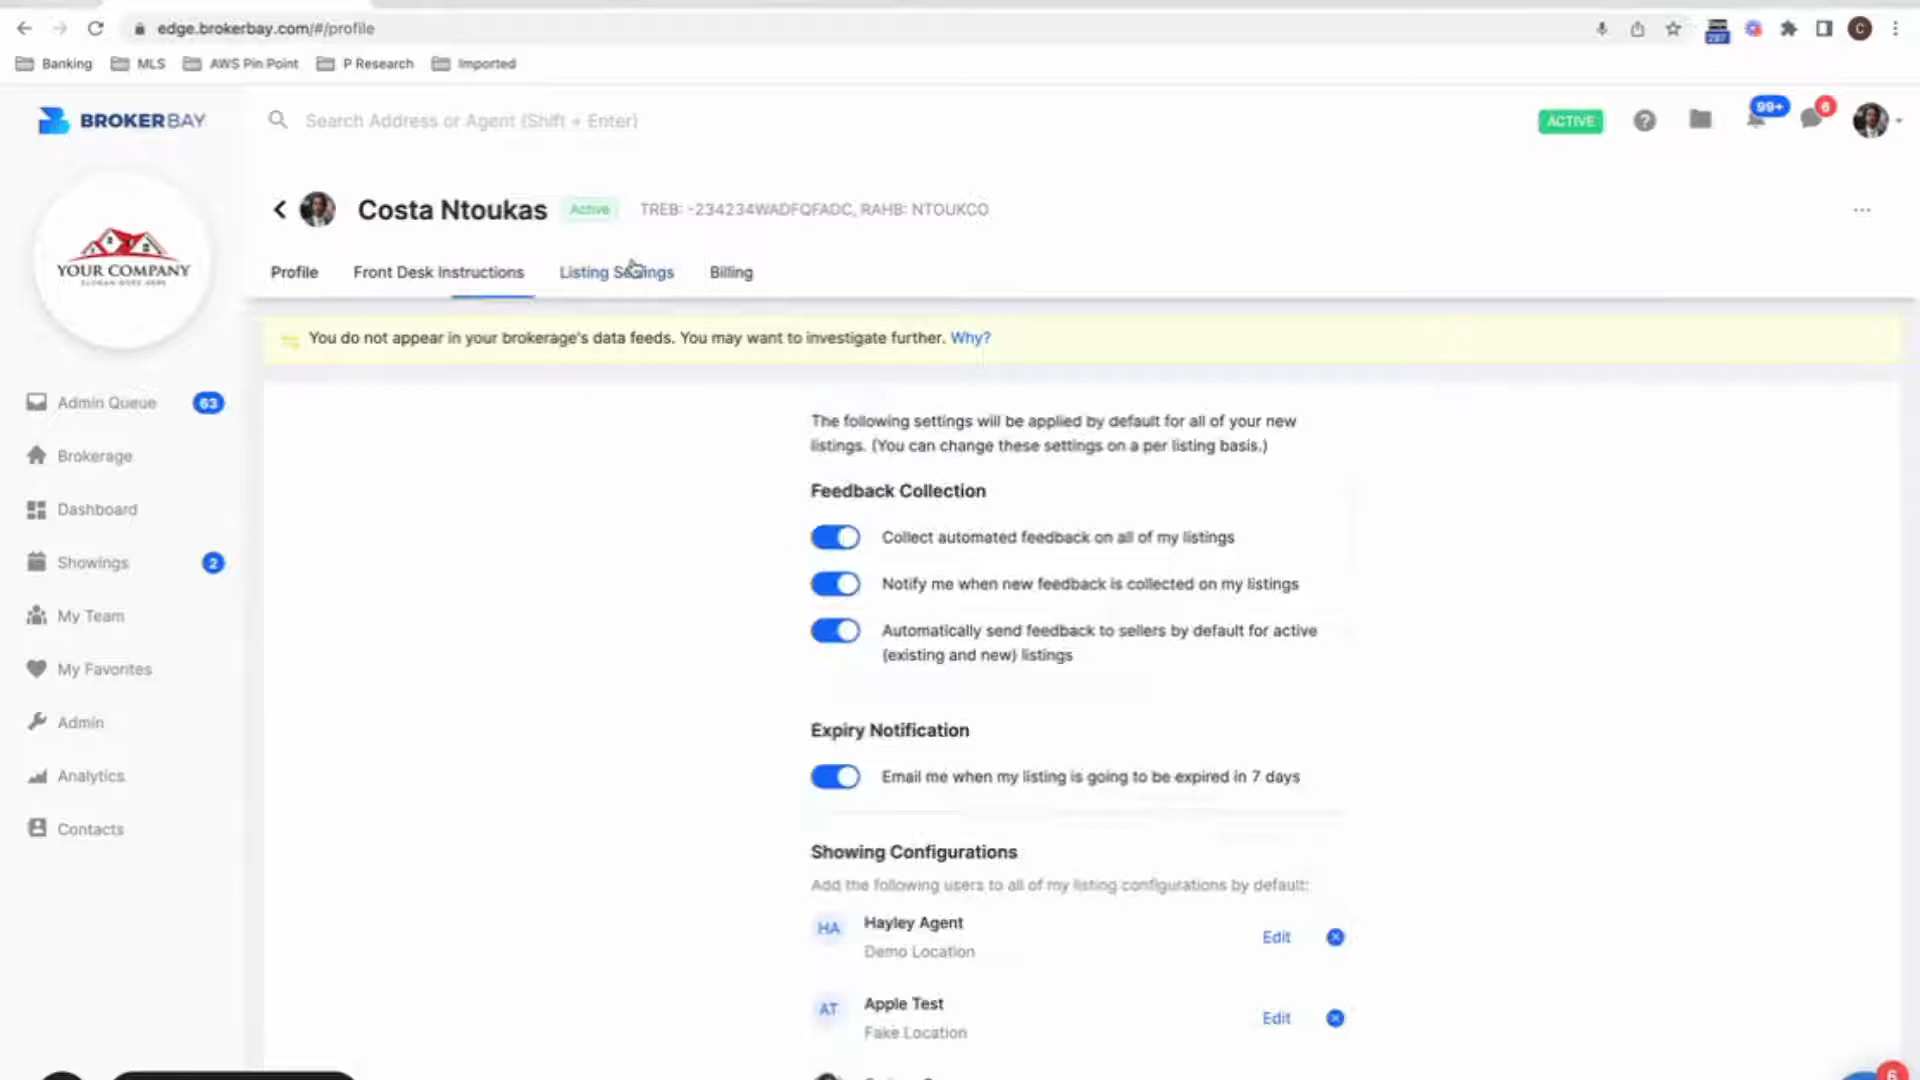 edge.brokerbay.com/#/profile
Banking MLS AWS Pin Point P Research Imported
BROKERBAY
Search Address or Agent (Shift + Enter)
ACTIVE
99+
6
YOUR COMPANY
SLOGAN GOES HERE
Costa Ntoukas Active TREB: -234234WADFQFADC, RAHB: NTOUKCO
Profile Front Desk Instructions Listing Settings Billing
You do not appear in your brokerage's data feeds. You may want to investigate further. Why?
Admin Queue 63
Brokerage
Dashboard
Showings 2
My Team
My Favorites
Admin
Analytics
Contacts
The following settings will be applied by default for all of your new
listings. (You can change these settings on a per listing basis.)
Feedback Collection
Collect automated feedback on all of my listings
Notify me when new feedback is collected on my listings
Automatically send feedback to sellers by default for active
(existing and new) listings
Expiry Notification
Email me when my listing is going to be expired in 7 days
Showing Configurations
Add the following users to all of my listing configurations by default:
HA Hayley Agent
Demo Location
Edit
AT Apple Test
Fake Location
Edit
6